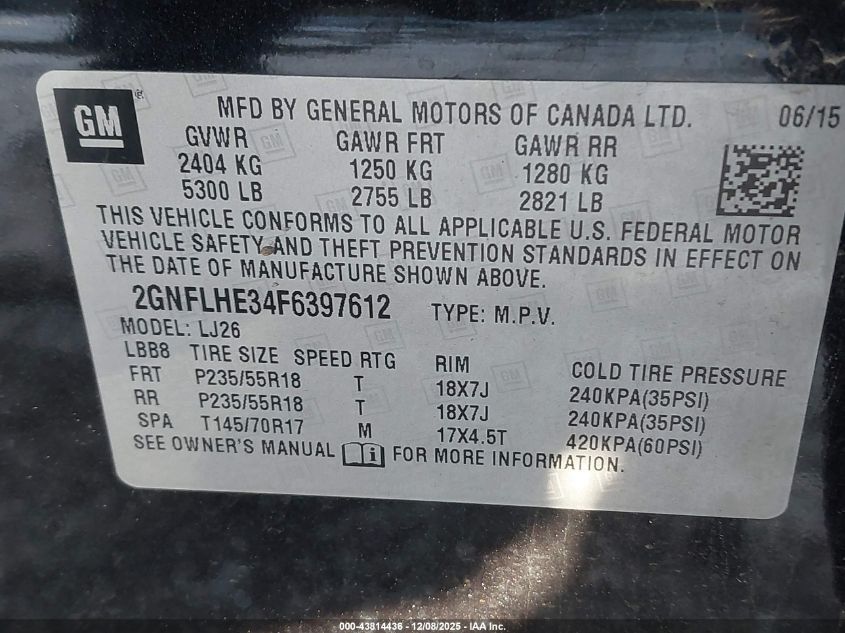 GM
MFD BY GENERAL MOTORS OF CANADA LTD. 06/15
GVWR GAWR FRT GAWR RR
2404 KG 1250 KG 1280 KG
5300 LB 2755 LB 2821 LB
THIS VEHICLE CONFORMS TO ALL APPLICABLE U.S. FEDERAL MOTOR
VEHICLE SAFETY AND THEFT PREVENTION STANDARDS IN EFFECT ON
THE DATE OF MANUFACTURE SHOWN ABOVE.
2GNFLHE34F6397612 TYPE: M.P.V.
MODEL: LJ26
LBB8 TIRE SIZE SPEED RTG RIM COLD TIRE PRESSURE
FRT P235/55R18 T 18X7J 240KPA(35PSI)
RR P235/55R18 T 18X7J 240KPA(35PSI)
SPA T145/70R17 M 17X4.5T 420KPA(60PSI)
SEE OWNER'S MANUAL FOR MORE INFORMATION.
000-43814436 - 12/08/2025 - IAA Inc.